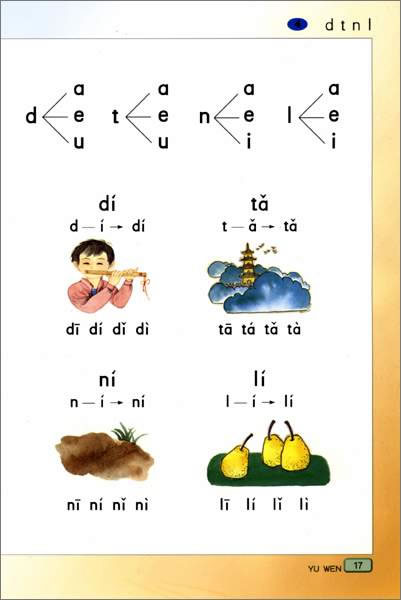 4 d t n l
a a a a
d e t e n e l e
u u i i
dí tǎ
d — í → dí t — ǎ → tǎ
dī dí dǐ dì tā tá tǎ tà
ní lí
n — í → ní l — í → lí
nī ní nǐ nì lī lí lǐ lì
YU WEN 17